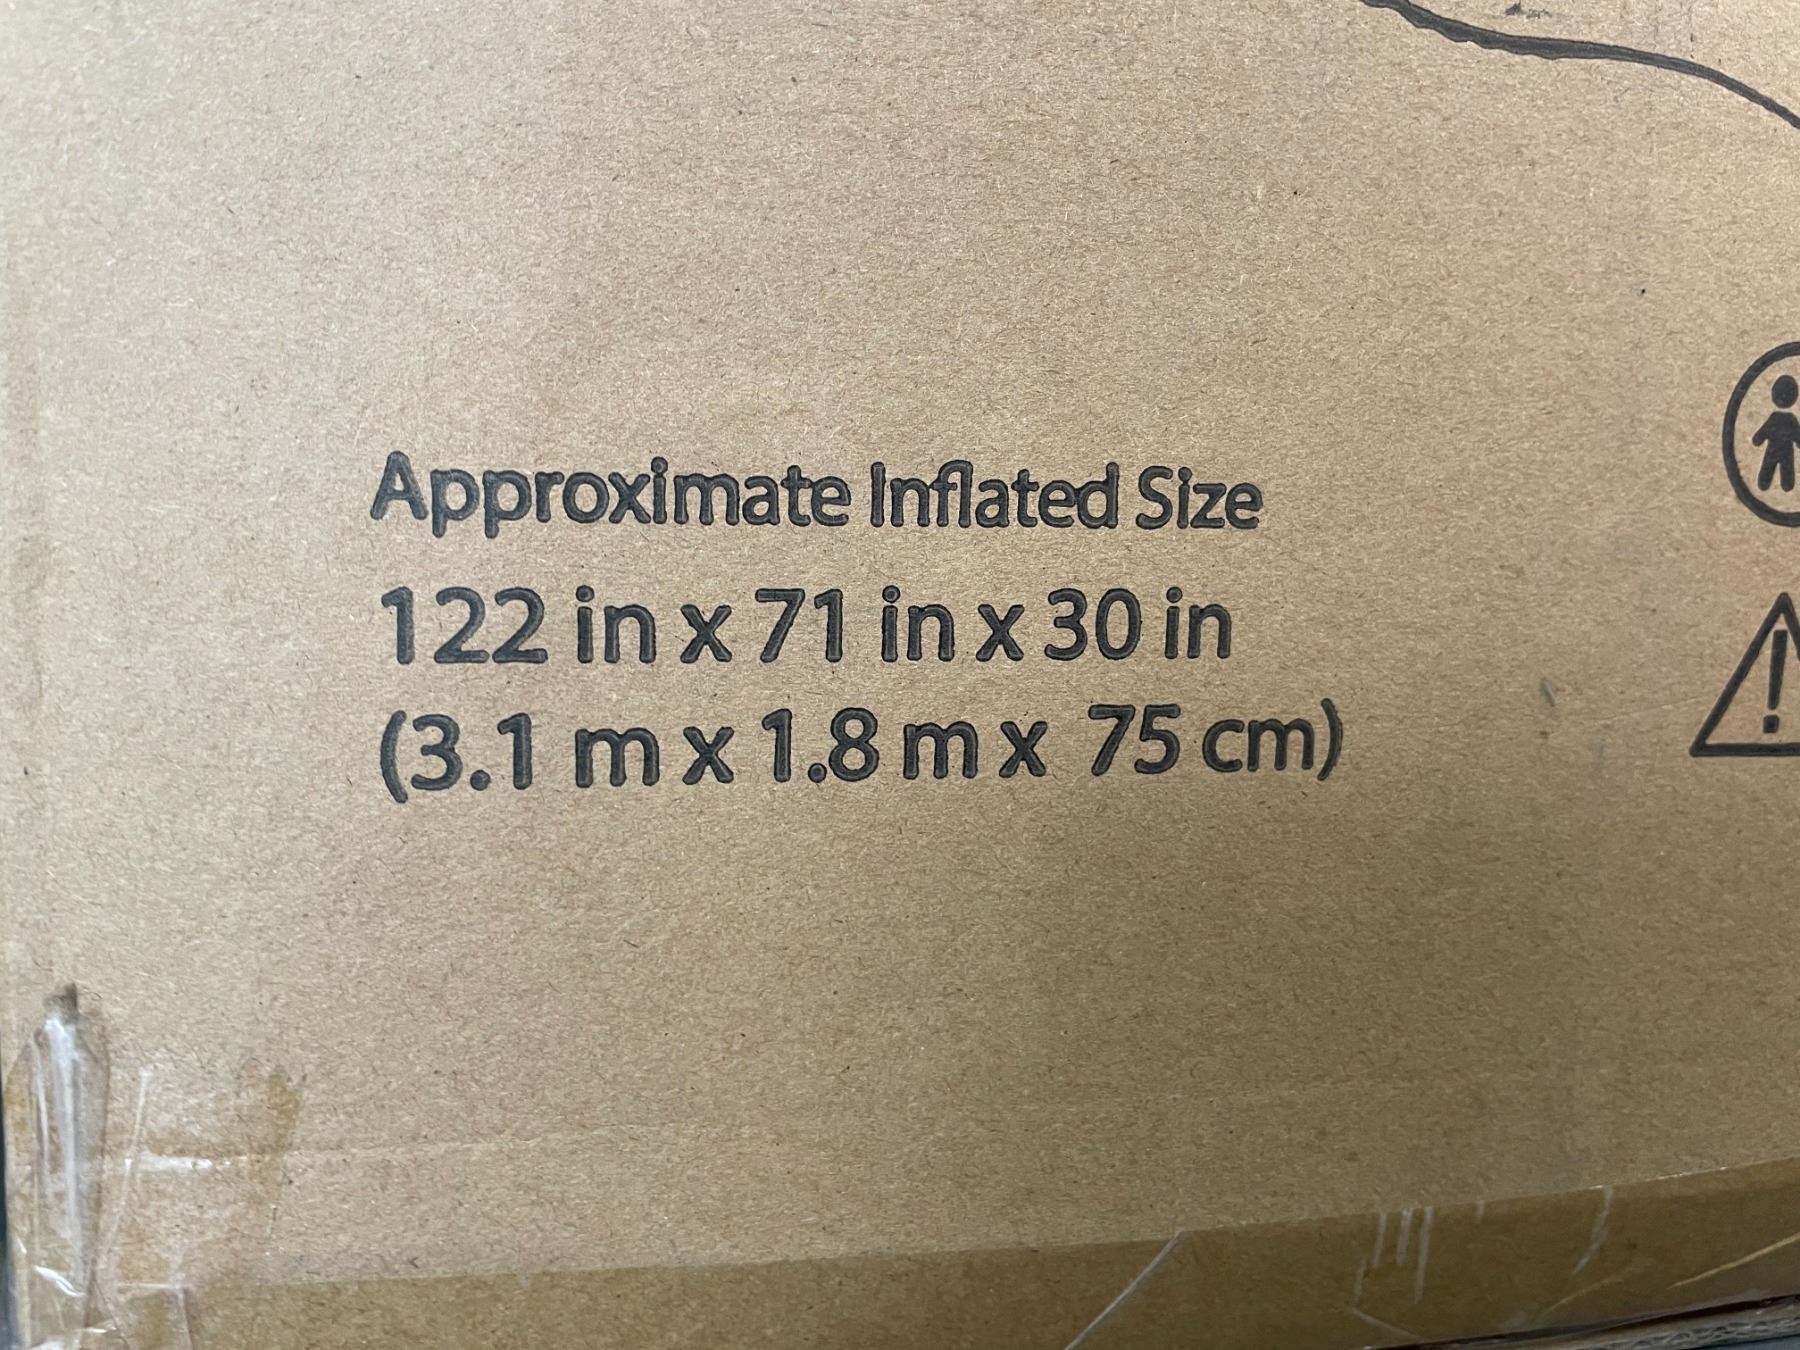 Approximate Inflated Size
122 in x 71 in x 30 in
(3.1 m x 1.8 m x 75 cm)